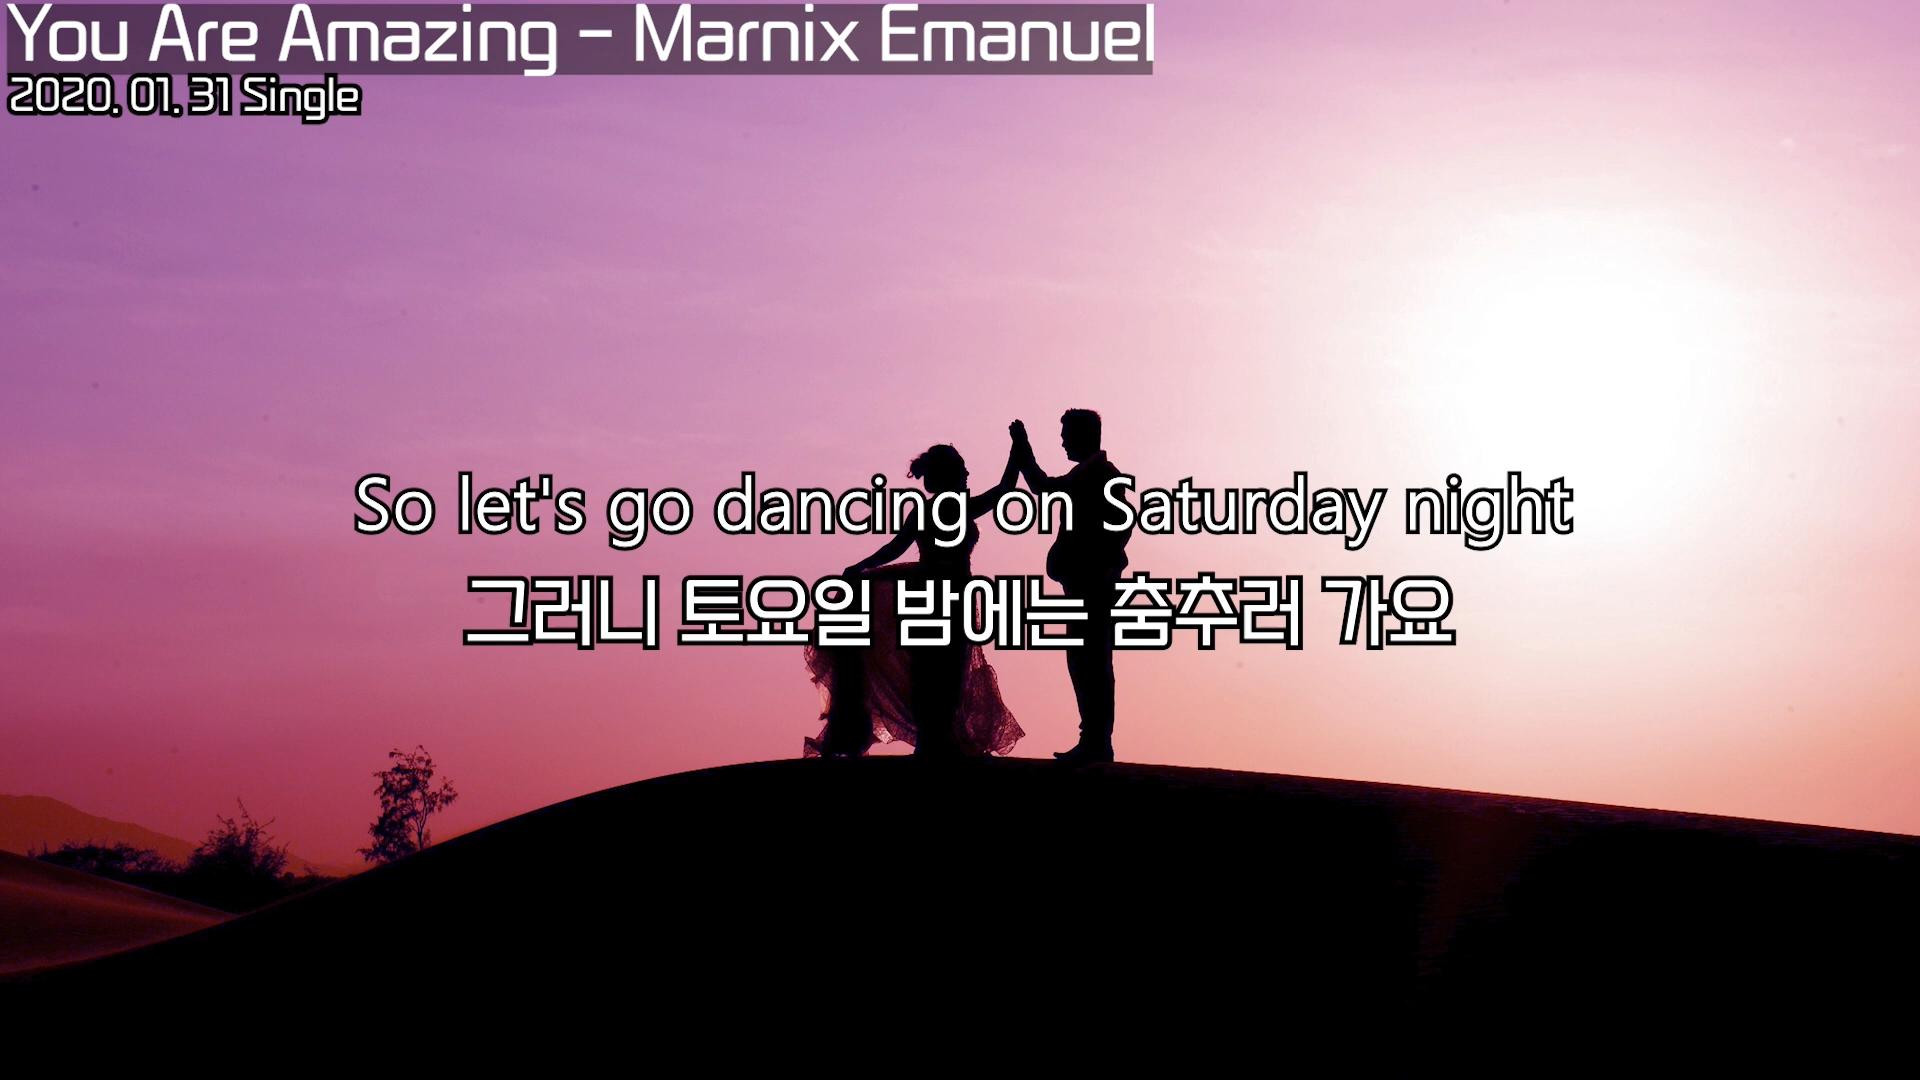 You Are Amazing - Marnix Emanuel
2020. 01. 31 Single
So let's go dancing on Saturday night
그러니 토요일 밤에는 춤추러 가요